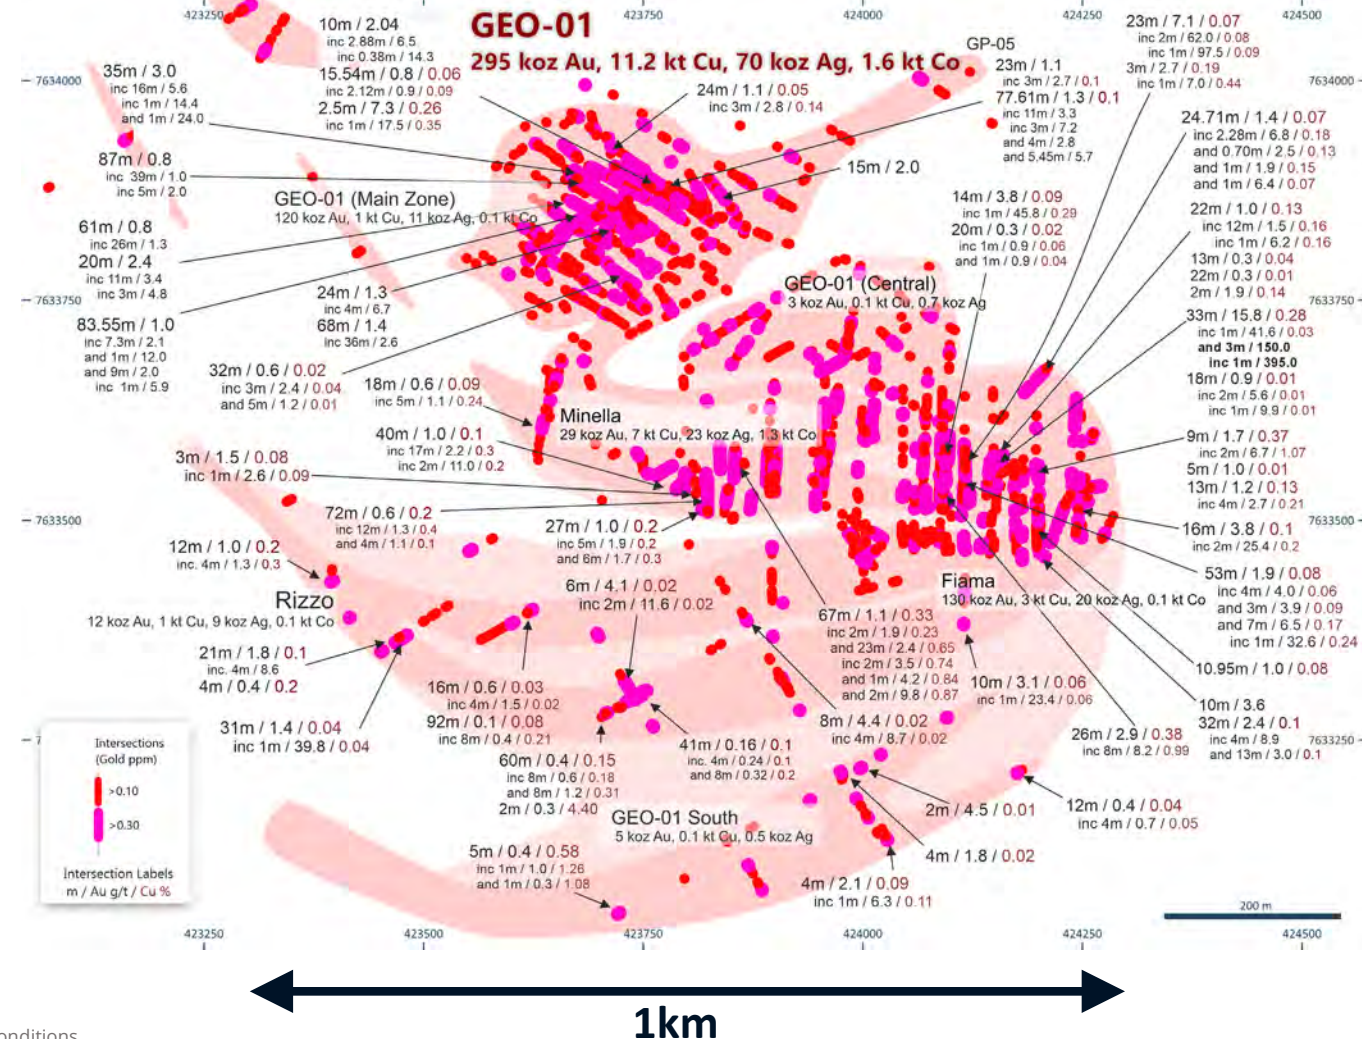 423250
423750
424000
424250
424500
GEO-01
295 koz Au, 11.2 kt Cu, 70 koz Ag, 1.6 kt Co
7634000
7634000
10m / 2.04
inc 2.88m / 6.5
inc 0.38m / 14.3
15.54m / 0.8 / 0.06
inc 2.12m / 0.9 / 0.09
2.5m / 7.3 / 0.26
inc 1m / 17.5 / 0.35
35m / 3.0
inc 16m / 5.6
inc 1m / 14.4
and 1m / 24.0
87m / 0.8
inc 39m / 1.0
inc 5m / 2.0
24m / 1.1 / 0.05
inc 3m / 2.8 / 0.14
GP-05
23m / 1.1
inc 3m / 2.7 / 0.1
77.61m / 1.3 / 0.1
inc 11m / 3.3
inc 3m / 7.2
and 4m / 2.8
and 5.45m / 5.7
15m / 2.0
23m / 7.1 / 0.07
inc 2m / 62.0 / 0.08
inc 1m / 97.5 / 0.09
3m / 2.7 / 0.19
inc 1m / 7.0 / 0.44
24.71m / 1.4 / 0.07
inc 2.28m / 6.8 / 0.18
and 0.70m / 2.5 / 0.13
and 1m / 1.9 / 0.15
and 1m / 6.4 / 0.07
GEO-01 (Main Zone)
120 koz Au, 1 kt Cu, 11 koz Ag, 0.1 kt Co
14m / 3.8 / 0.09
inc 1m / 45.8 / 0.29
20m / 0.3 / 0.02
inc 1m / 0.9 / 0.06
and 1m / 0.9 / 0.04
22m / 1.0 / 0.13
inc 12m / 1.5 / 0.16
inc 1m / 6.2 / 0.16
13m / 0.3 / 0.04
22m / 0.3 / 0.01
2m / 1.9 / 0.14
61m / 0.8
inc 26m / 1.3
20m / 2.4
inc 11m / 3.4
inc 3m / 4.8
7633750
7633750
83.55m / 1.0
inc 7.3m / 2.1
and 1m / 12.0
and 9m / 2.0
inc 1m / 5.9
24m / 1.3
inc 4m / 6.7
68m / 1.4
inc 36m / 2.6
GEO-01 (Central)
3 koz Au, 0.1 kt Cu, 0.7 koz Ag
33m / 15.8 / 0.28
inc 1m / 41.6 / 0.03
and 3m / 150.0
inc 1m / 395.0
18m / 0.9 / 0.01
inc 2m / 5.6 / 0.01
inc 1m / 9.9 / 0.01
32m / 0.6 / 0.02
inc 3m / 2.4 / 0.04
and 5m / 1.2 / 0.01
18m / 0.6 / 0.09
inc 5m / 1.1 / 0.24
Minella
29 koz Au, 7 kt Cu, 23 koz Ag, 1.3 kt Co
40m / 1.0 / 0.1
inc 17m / 2.2 / 0.3
inc 2m / 11.0 / 0.2
9m / 1.7 / 0.37
inc 2m / 6.7 / 1.07
5m / 1.0 / 0.01
13m / 1.2 / 0.13
inc 4m / 2.7 / 0.21
3m / 1.5 / 0.08
inc 1m / 2.6 / 0.09
7633500
7633500
72m / 0.6 / 0.2
inc 12m / 1.3 / 0.4
and 4m / 1.1 / 0.1
27m / 1.0 / 0.2
inc 5m / 1.9 / 0.2
and 6m / 1.7 / 0.3
16m / 3.8 / 0.1
inc 2m / 25.4 / 0.2
12m / 1.0 / 0.2
inc. 4m / 1.3 / 0.3
6m / 4.1 / 0.02
inc 2m / 11.6 / 0.02
Fiama
130 koz Au, 3 kt Cu, 20 koz Ag, 0.1 kt Co
53m / 1.9 / 0.08
inc 4m / 4.0 / 0.06
and 3m / 3.9 / 0.09
and 7m / 6.5 / 0.17
inc 1m / 32.6 / 0.24
Rizzo
12 koz Au, 1 kt Cu, 9 koz Ag, 0.1 kt Co
67m / 1.1 / 0.33
inc 2m / 1.9 / 0.23
and 23m / 2.4 / 0.65
inc 2m / 3.5 / 0.74
and 1m / 4.2 / 0.84
and 2m / 9.8 / 0.87
21m / 1.8 / 0.1
inc. 4m / 8.6
4m / 0.4 / 0.2
10.95m / 1.0 / 0.08
16m / 0.6 / 0.03
inc 4m / 1.5 / 0.02
92m / 0.1 / 0.08
inc 8m / 0.4 / 0.21
10m / 3.1 / 0.06
inc 1m / 23.4 / 0.06
10m / 3.6
32m / 2.4 / 0.1
inc 4m / 8.9
and 13m / 3.0 / 0.1
31m / 1.4 / 0.04
inc 1m / 39.8 / 0.04
8m / 4.4 / 0.02
inc 4m / 8.7 / 0.02
26m / 2.9 / 0.38
inc 8m / 8.2 / 0.99
7633250
41m / 0.16 / 0.1
inc. 4m / 0.24 / 0.1
and 8m / 0.32 / 0.2
60m / 0.4 / 0.15
inc 8m / 0.6 / 0.18
and 8m / 1.2 / 0.31
2m / 0.3 / 4.40
Intersections
(Gold ppm)
>0.10
>0.30
Intersection Labels
m / Au g/t / Cu %
GEO-01 South
5 koz Au, 0.1 kt Cu, 0.5 koz Ag
2m / 4.5 / 0.01
12m / 0.4 / 0.04
inc 4m / 0.7 / 0.05
5m / 0.4 / 0.58
inc 1m / 1.0 / 1.26
and 1m / 0.3 / 1.08
4m / 1.8 / 0.02
4m / 2.1 / 0.09
inc 1m / 6.3 / 0.11
200 m
423250
423500
423750
424000
424250
424500
1km